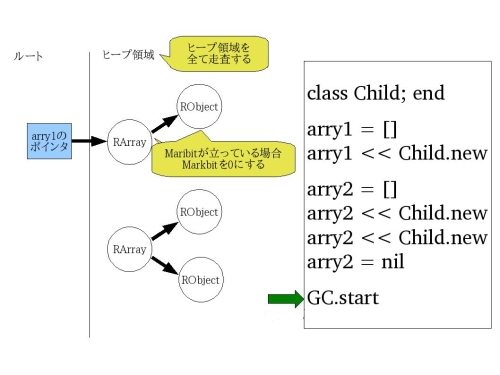 ルート
ヒープ領域
ヒープ領域を
全て走査する
RObject
arry1の
ポインタ
RArray
Maribitが立っている場合
Markbitを0にする
RObject
RArray
RObject
class Child; end
arry1 = []
arry1 << Child.new
arry2 = []
arry2 << Child.new
arry2 << Child.new
arry2 = nil
GC.start